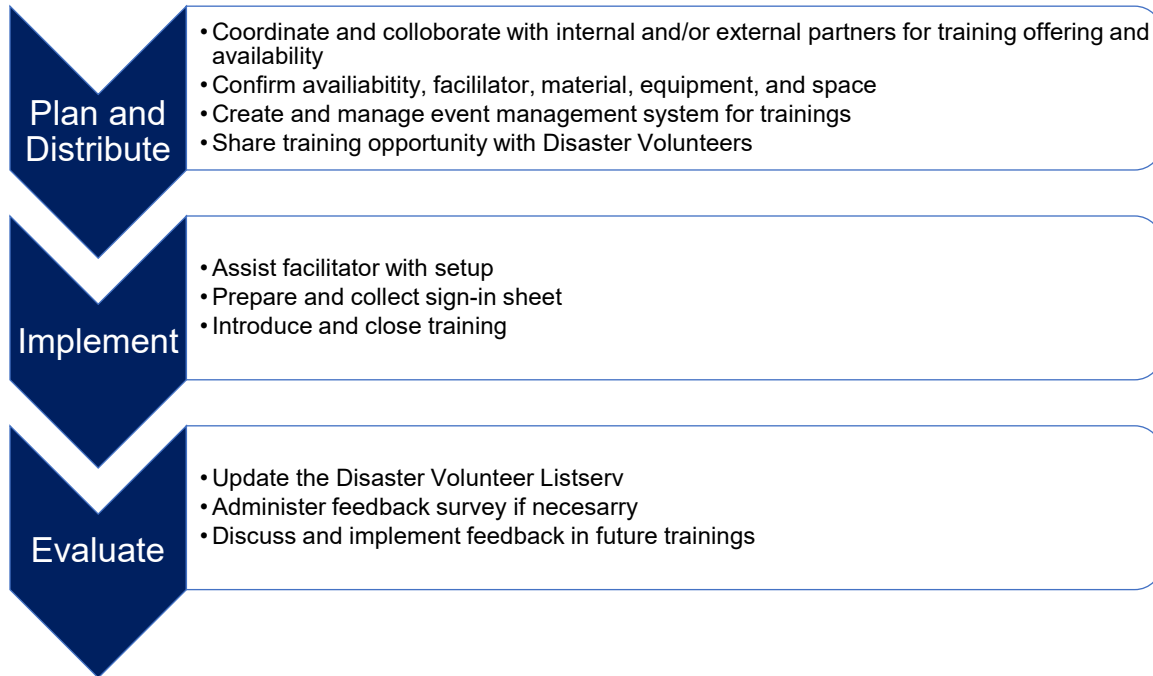 Plan and
Distribute
• Coordinate and colloborate with internal and/or external partners for training offering and
availability
• Confirm availiabitity, facililator, material, equipment, and space
• Create and manage event management system for trainings
• Share training opportunity with Disaster Volunteers
Implement
• Assist facilitator with setup
• Prepare and collect sign-in sheet
• Introduce and close training
Evaluate
• Update the Disaster Volunteer Listserv
• Administer feedback survey if necesarry
• Discuss and implement feedback in future trainings